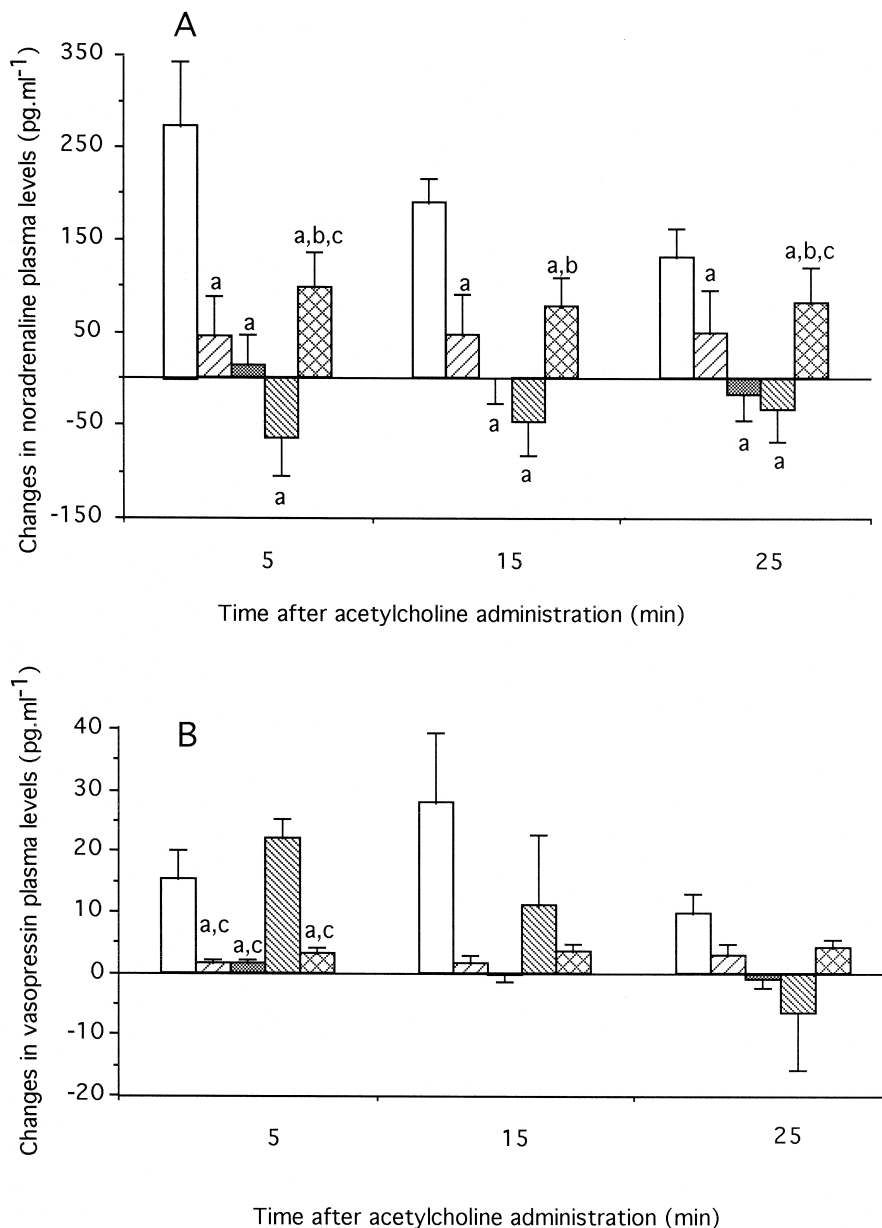 A
Changes in noradrenaline plasma levels (pg.ml-1)
350
250
150
50
-50
-150
a
a
a
a,b,c
a
a
a
a,b
a
a
a
a,b,c
5
15
25
Time after acetylcholine administration (min)
B
Changes in vasopressin plasma levels (pg.ml-1)
40
30
20
10
0
-10
-20
a,c
a,c
a,c
5
15
25
Time after acetylcholine administration (min)